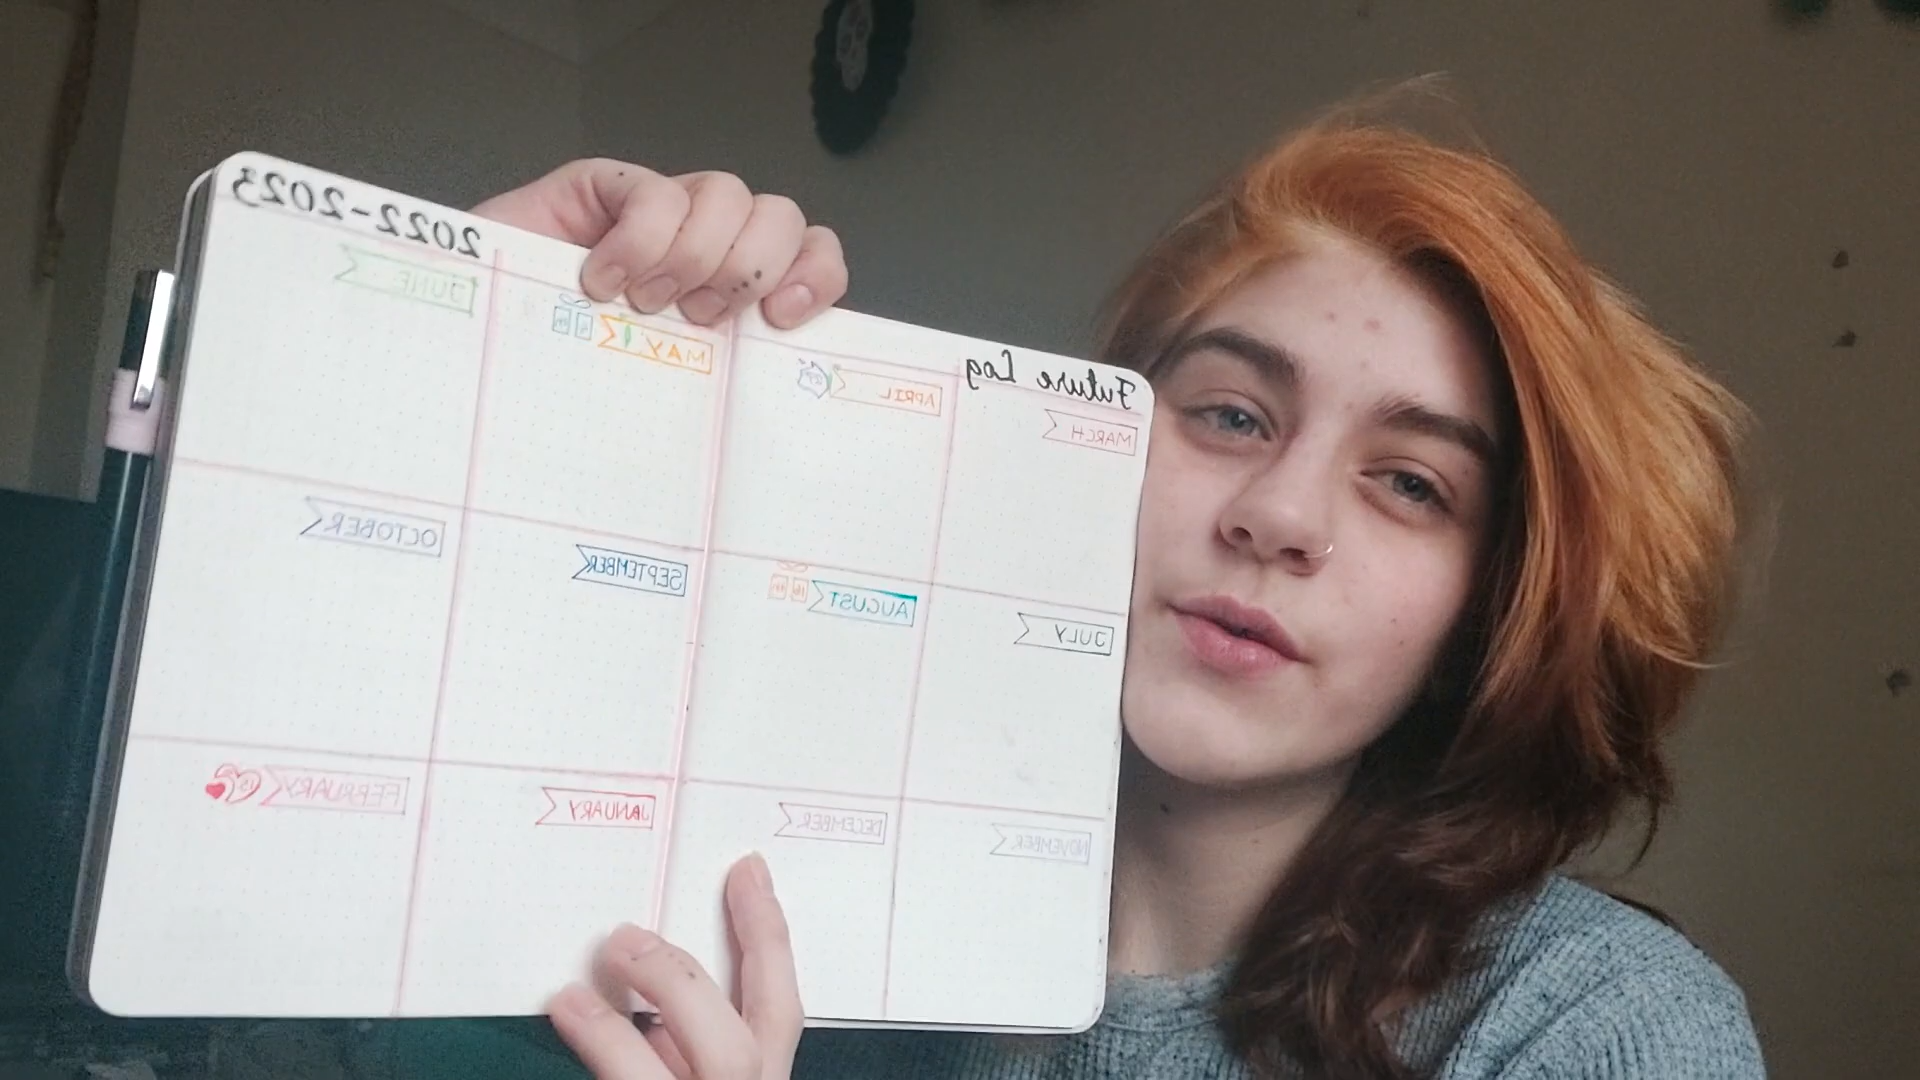 Future Log
2022-2023
MARCH
APRIL
MAY
JUNE
JULY
AUGUST
SEPTEMBER
OCTOBER
NOVEMBER
DECEMBER
JANUARY
FEBRUARY